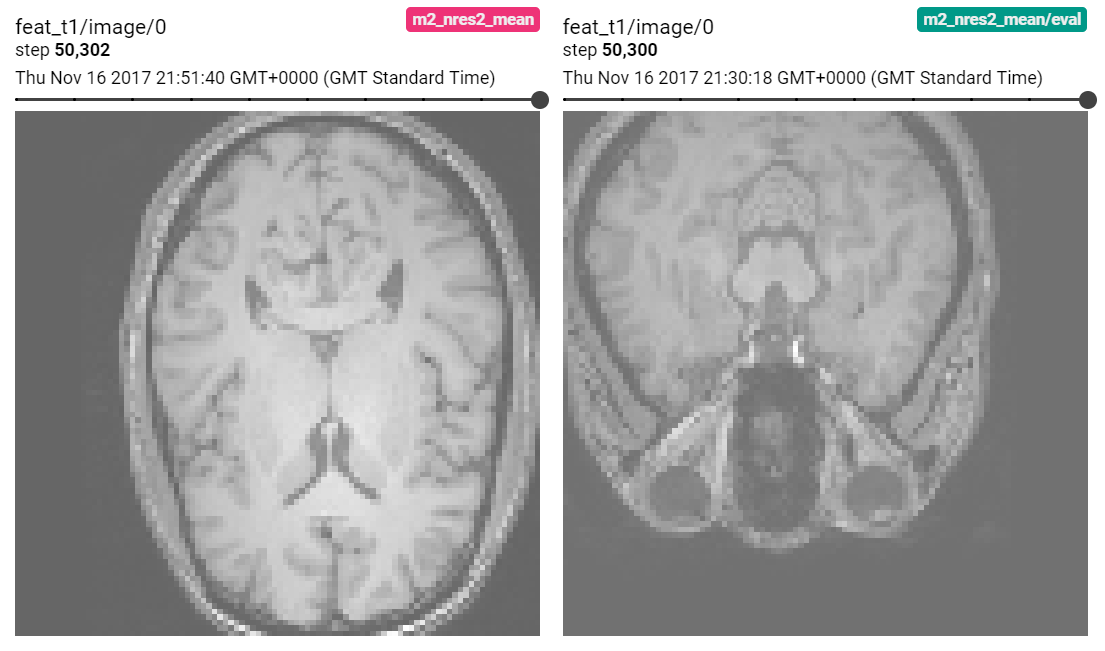 feat_t1/image/0
m2_nres2_mean
step 50,302
Thu Nov 16 2017 21:51:40 GMT+0000 (GMT Standard Time)
feat_t1/image/0
m2_nres2_mean/eval
step 50,300
Thu Nov 16 2017 21:30:18 GMT+0000 (GMT Standard Time)